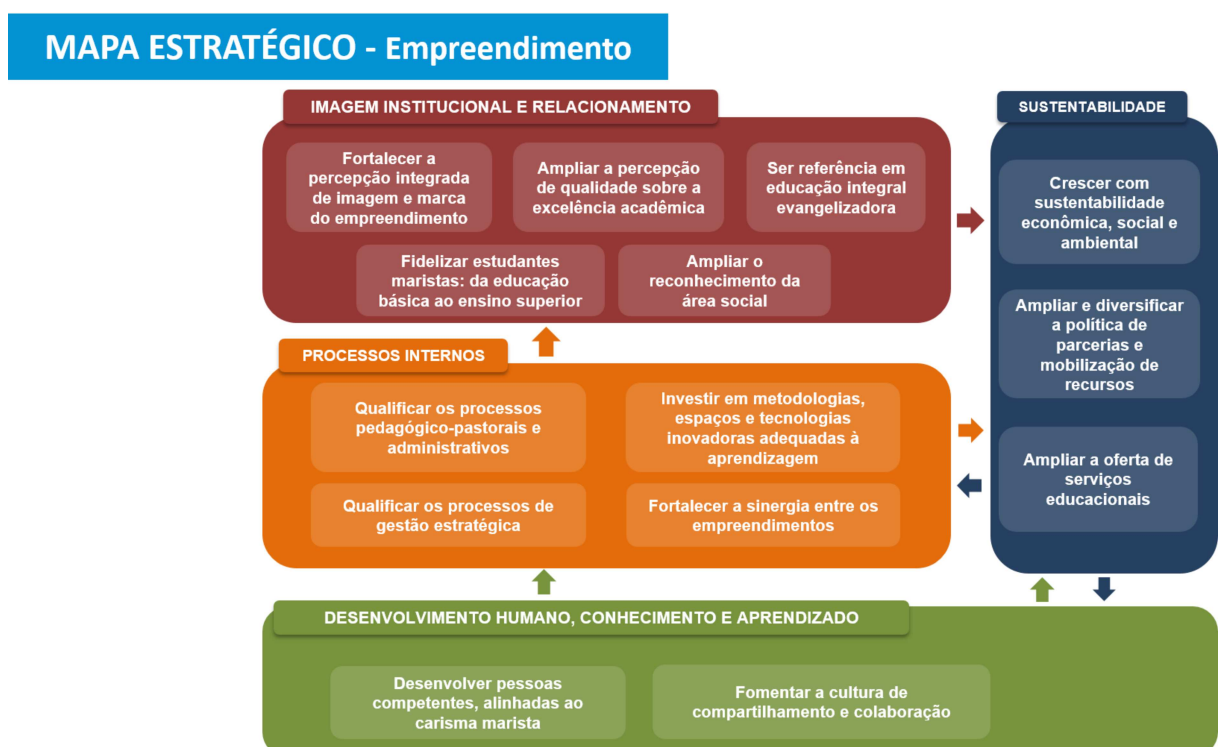 MAPA ESTRATÉGICO - Empreendimento
IMAGEM INSTITUCIONAL E RELACIONAMENTO
Fortalecer a
percepção integrada
de imagem e marca
do empreendimento
Ampliar a percepção
de qualidade sobre a
excelência acadêmica
Ser referência em
educação integral
evangelizadora
Fidelizar estudantes
maristas: da educação
básica ao ensino superior
Ampliar o
reconhecimento da
área social
PROCESSOS INTERNOS
Qualificar os processos
pedagógico-pastorais e
administrativos
Investir em metodologias,
espaços e tecnologias
inovadoras adequadas à
aprendizagem
Qualificar os processos de
gestão estratégica
Fortalecer a sinergia entre os
empreendimentos
SUSTENTABILIDADE
Crescer com
sustentabilidade
econômica, social e
ambiental
Ampliar e diversificar
a política de
parcerias e
mobilização de
recursos
Ampliar a oferta de
serviços
educacionais
DESENVOLVIMENTO HUMANO, CONHECIMENTO E APRENDIZADO
Desenvolver pessoas
competentes, alinhadas ao
carisma marista
Fomentar a cultura de
compartilhamento e colaboração